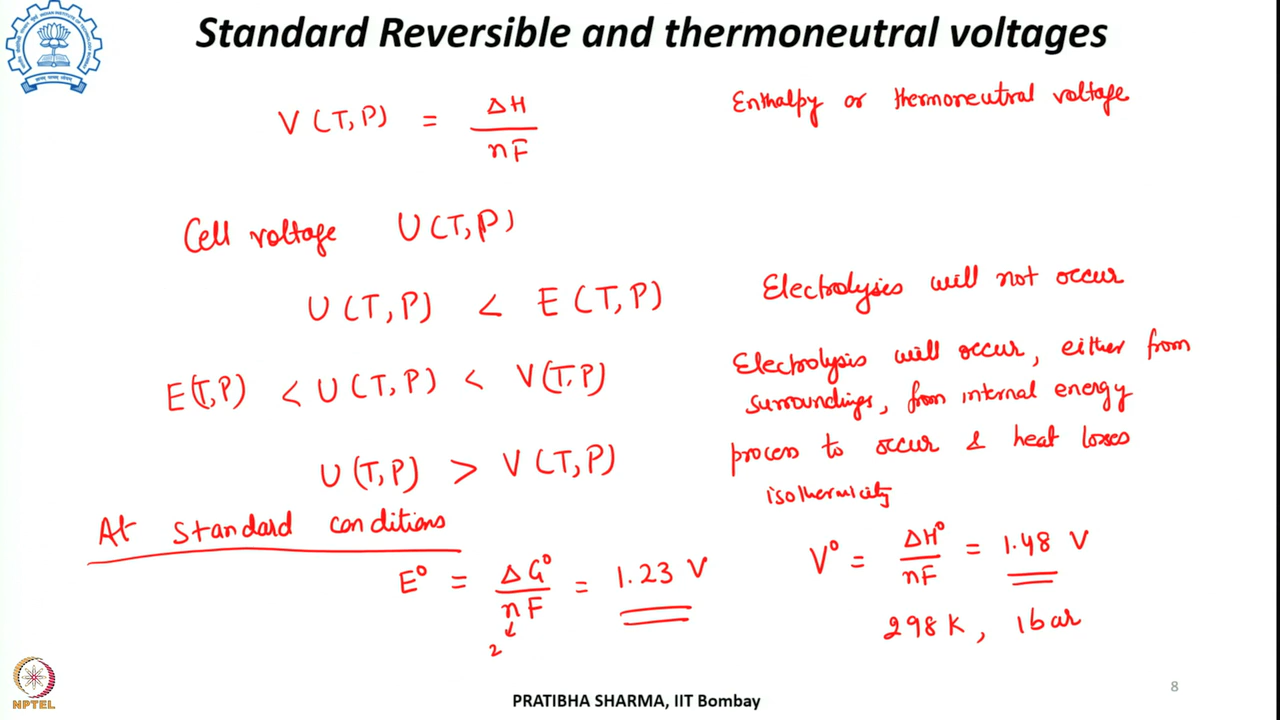 Standard Reversible and thermoneutral voltages
V (T,P) = ΔH / nF
Enthalpy or thermoneutral voltage
Cell voltage U(T,P)
U (T,P) < E (T,P)
Electrolysis will not occur
E(T,P) < U(T,P) < V(T,P)
Electrolysis will occur, either from
surroundings, from internal energy
U (T,P) > V (T,P)
process to occur & heat losses
isothermicity
At standard conditions
E° = ΔG° / nF = 1.23 V
2
V° = ΔH° / nF = 1.48 V
298 K, 1 bar
NPTEL
PRATIBHA SHARMA, IIT Bombay
8